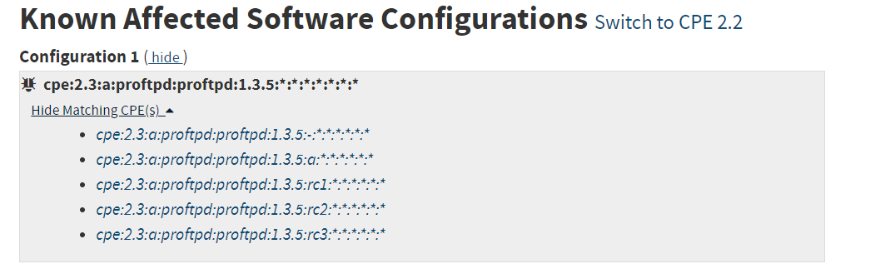 Known Affected Software Configurations Switch to CPE 2.2
Configuration 1 ( hide )
cpe:2.3:a:proftpd:proftpd:1.3.5:*:*:*:*:*:*:*
Hide Matching CPE(s)
cpe:2.3:a:proftpd:proftpd:1.3.5:-:*:*:*:*:*:*
cpe:2.3:a:proftpd:proftpd:1.3.5:a:*:*:*:*:*:*
cpe:2.3:a:proftpd:proftpd:1.3.5:rc1:*:*:*:*:*:*
cpe:2.3:a:proftpd:proftpd:1.3.5:rc2:*:*:*:*:*:*
cpe:2.3:a:proftpd:proftpd:1.3.5:rc3:*:*:*:*:*:*